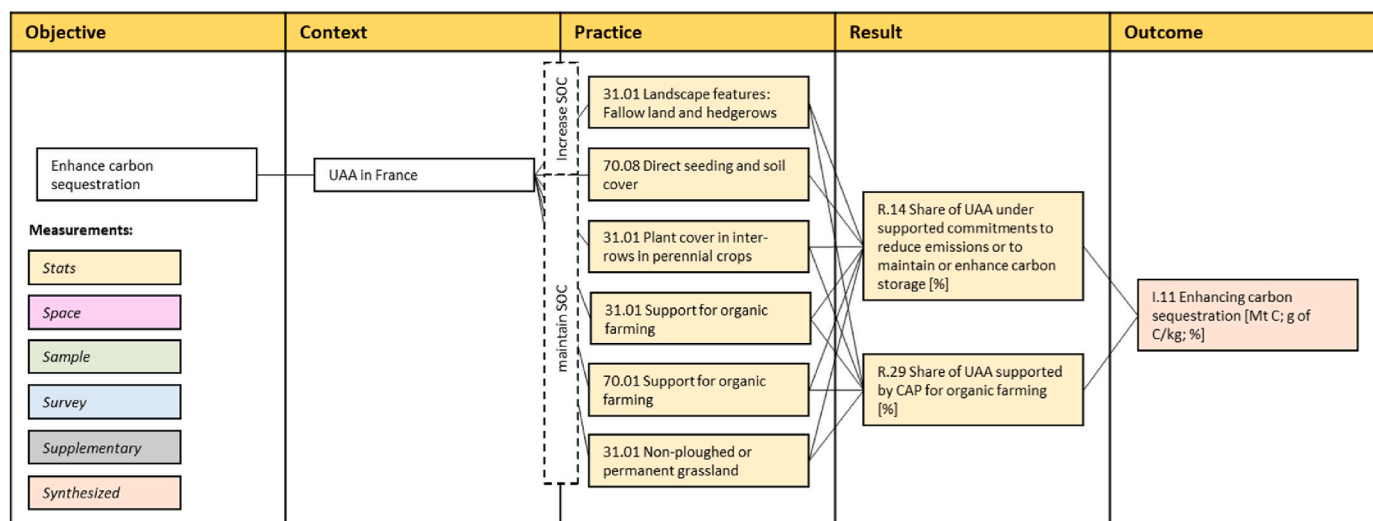 Objective
Context
Practice
Result
Outcome
Enhance carbon
sequestration
UAA in France
Increase SOC
maintain SOC
31.01 Landscape features:
Fallow land and hedgerows
70.08 Direct seeding and soil
cover
31.01 Plant cover in inter-
rows in perennial crops
31.01 Support for organic
farming
70.01 Support for organic
farming
31.01 Non-ploughed or
permanent grassland
R.14 Share of UAA under
supported commitments to
reduce emissions or to
maintain or enhance carbon
storage [%]
R.29 Share of UAA supported
by CAP for organic farming
[%]
I.11 Enhancing carbon
sequestration [Mt C; g of
C/kg; %]
Measurements:
Stats
Space
Sample
Survey
Supplementary
Synthesized